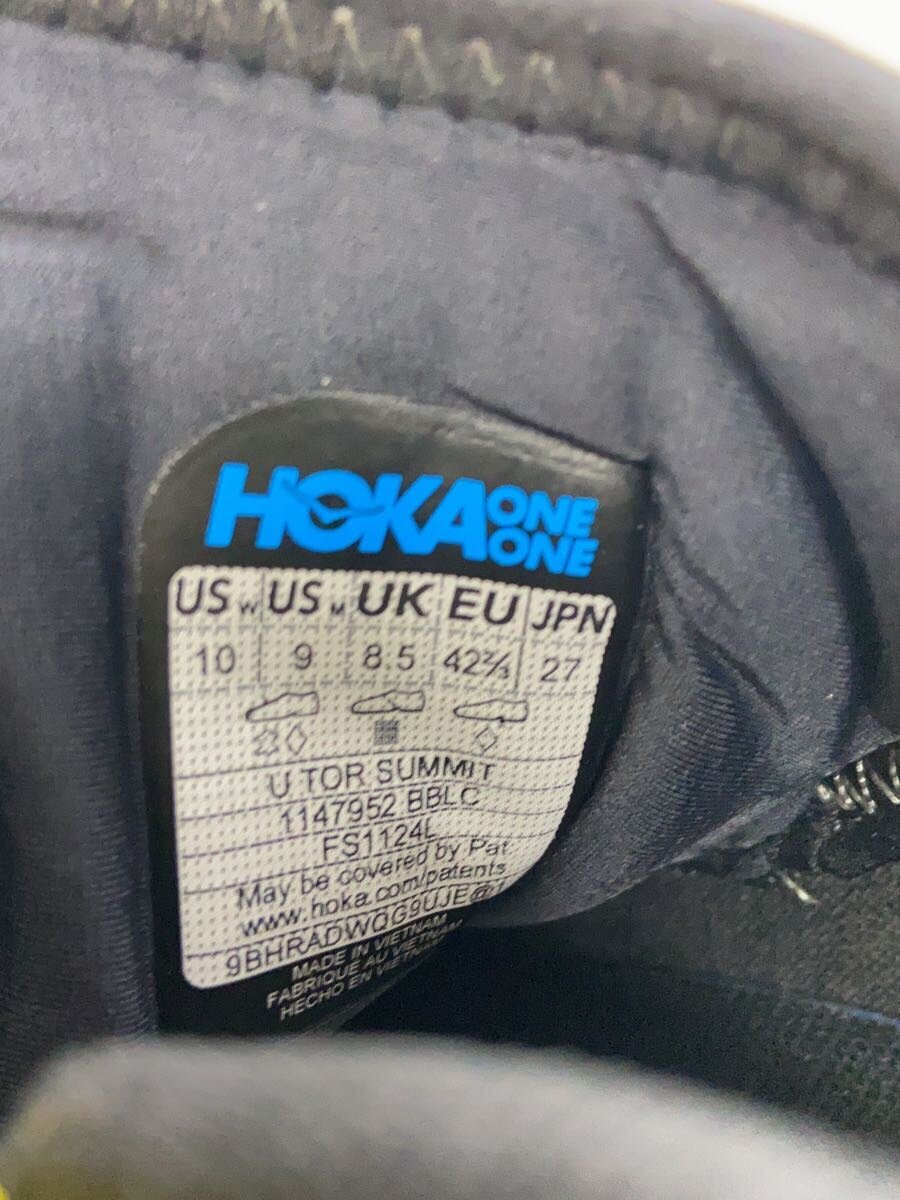 HOKA ONE ONE
US W US M UK EU JPN
10 9 8.5 42⅔ 27
U TOR SUMMIT
1147952 BBLC
FS1124L
May be covered by Pat
www.hoka.com/patents
9BHRADWQG9UJE@1
MADE IN VIETNAM
FABRIQUE AU VIETNAM
HECHO EN VIETNAM